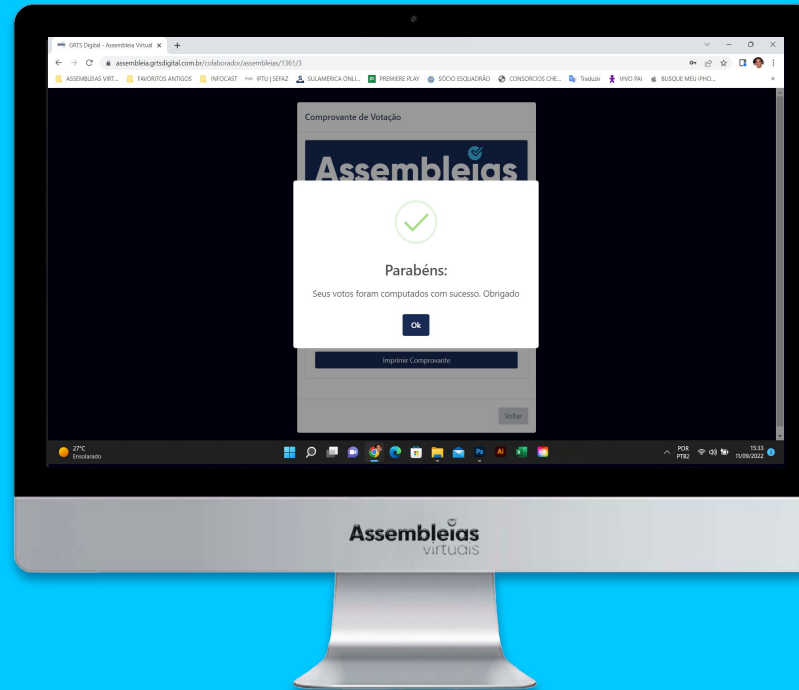 GRTS Digital - Assembleia Virtual
assembleia.grtsdigital.com.br/colaborador/assembleias/1361/3
ASSEMBLEIAS VIRT... FAVORITOS ANTIGOS INFOCAST IPTU | SEFAZ SULAMERICA ONLI... PREMIERE PLAY SÓCIO ESQUADRÃO CONSORCIOS CHE... Traduzir VIVO PAI BUSQUE MEU IPHO...
Comprovante de Votação
Assembleias
Parabéns:
Seus votos foram computados com sucesso. Obrigado
Ok
Imprimir Comprovante
Voltar
27°C
Ensolarado
Ps
Ai
POR
PTB2
15:33
11/09/2022
Assembleias
virtuais